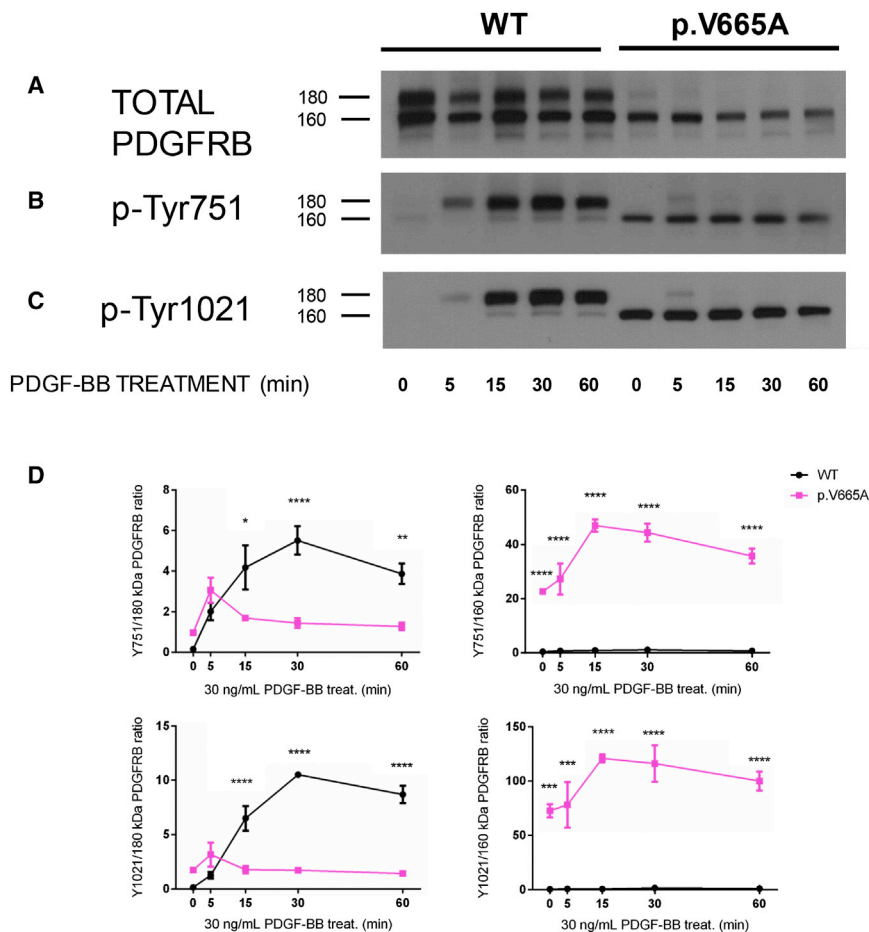 WT p.V665A
A
TOTAL
PDGFRB
180
160
B
p-Tyr751
180
160
C
p-Tyr1021
180
160
PDGF-BB TREATMENT (min) 0 5 15 30 60 0 5 15 30 60
D
WT
p.V665A
Y751/180 kDa PDGFRB ratio
8
6
4
2
0
* **** **
0 5 15 30 60
30 ng/mL PDGF-BB treat. (min)
Y751/160 kDa PDGFRB ratio
60
40
20
0
**** **** **** **** ****
0 5 15 30 60
30 ng/mL PDGF-BB treat. (min)
Y1021/180 kDa PDGFRB ratio
15
10
5
0
**** **** ****
0 5 15 30 60
30 ng/mL PDGF-BB treat. (min)
Y1021/160 kDa PDGFRB ratio
150
100
50
0
*** *** **** **** ****
0 5 15 30 60
30 ng/mL PDGF-BB treat. (min)